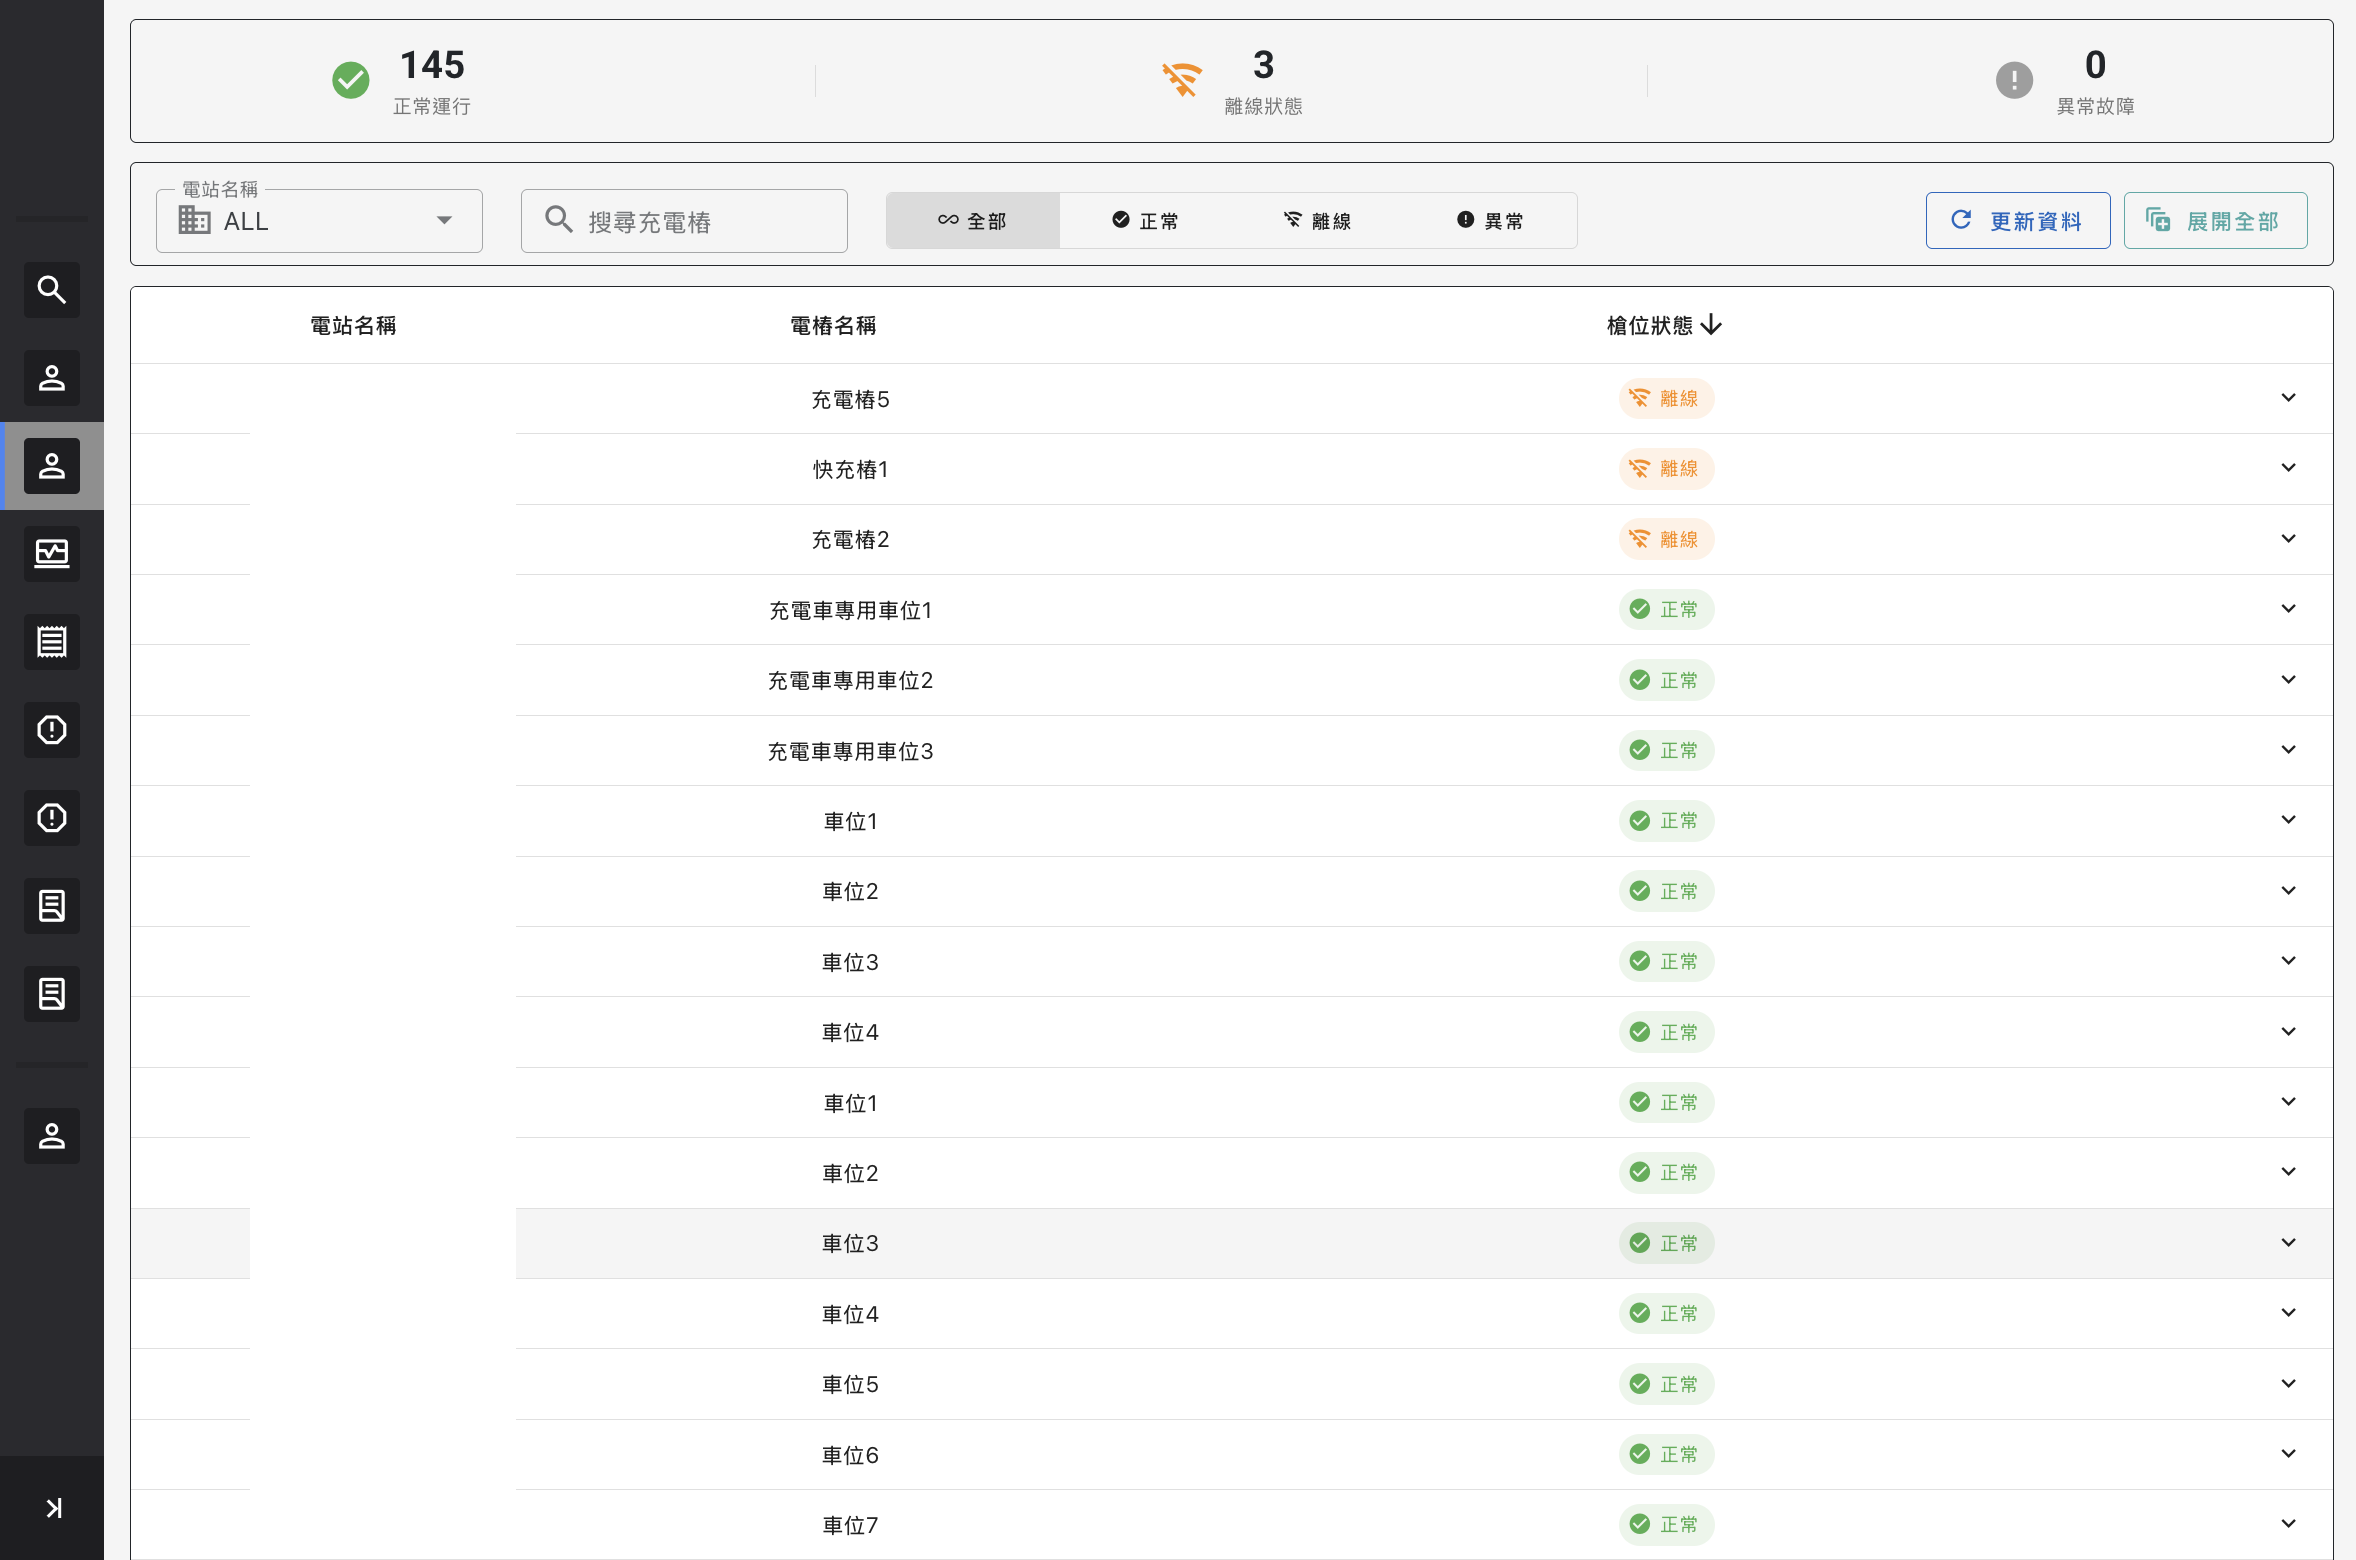 145
正常運行
3
離線狀態
0
異常故障
電站名稱
ALL
搜尋充電樁
全部
正常
離線
異常
更新資料
展開全部
電站名稱 電樁名稱 槍位狀態
充電樁5 離線
快充樁1 離線
充電樁2 離線
充電車專用車位1 正常
充電車專用車位2 正常
充電車專用車位3 正常
車位1 正常
車位2 正常
車位3 正常
車位4 正常
車位1 正常
車位2 正常
車位3 正常
車位4 正常
車位5 正常
車位6 正常
車位7 正常